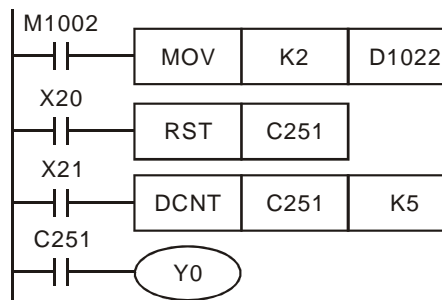 M1002
MOV K2 D1022
X20
RST C251
X21
DCNT C251 K5
C251
Y0